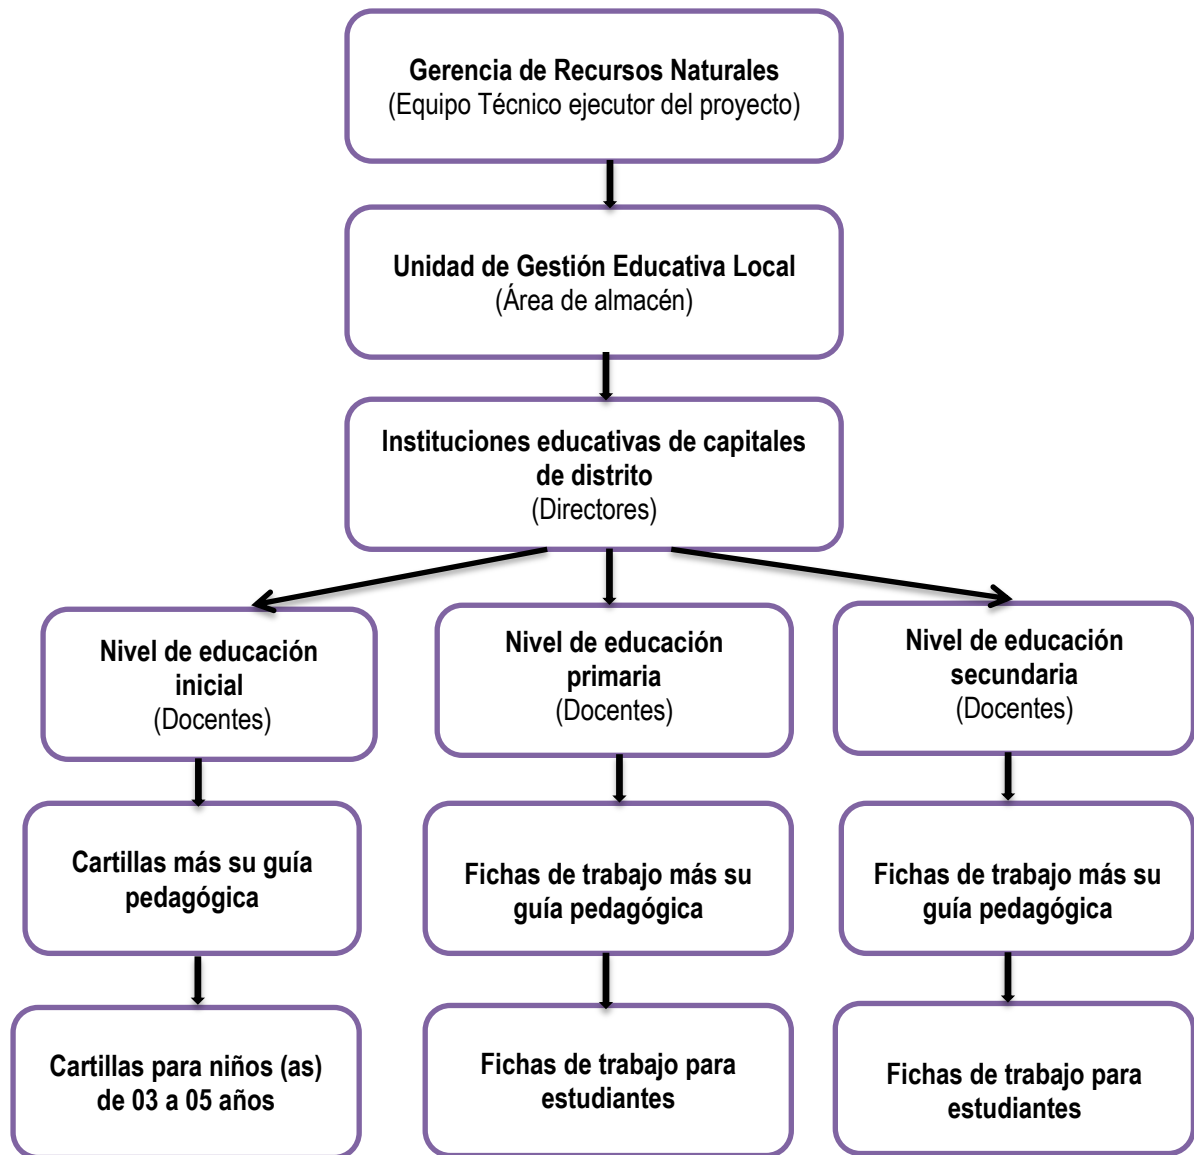 Gerencia de Recursos Naturales
(Equipo Técnico ejecutor del proyecto)
Unidad de Gestión Educativa Local
(Área de almacén)
Instituciones educativas de capitales
de distrito
(Directores)
Nivel de educación
inicial
(Docentes)
Nivel de educación
primaria
(Docentes)
Nivel de educación
secundaria
(Docentes)
Cartillas más su guía
pedagógica
Fichas de trabajo más su
guía pedagógica
Fichas de trabajo más su
guía pedagógica
Cartillas para niños (as)
de 03 a 05 años
Fichas de trabajo para
estudiantes
Fichas de trabajo para
estudiantes